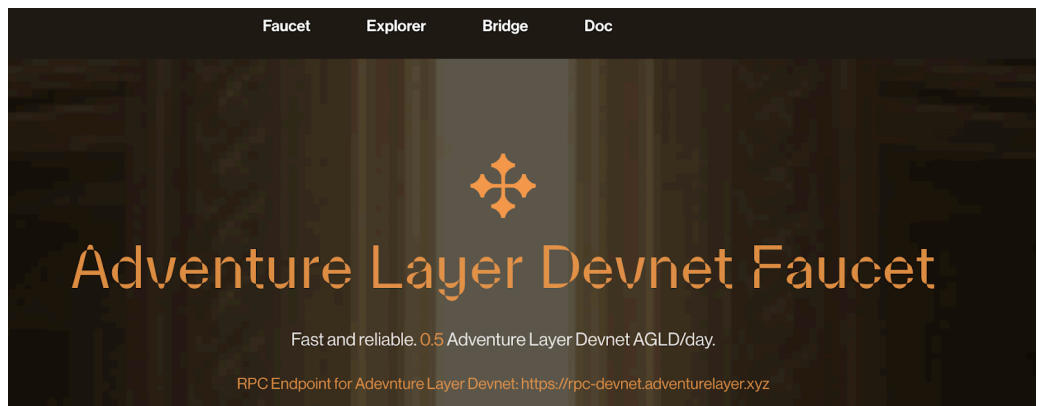 Faucet Explorer Bridge Doc
Adventure Layer Devnet Faucet
Fast and reliable. 0.5 Adventure Layer Devnet AGLD/day.
RPC Endpoint for Adevnture Layer Devnet: https://rpc-devnet.adventurelayer.xyz